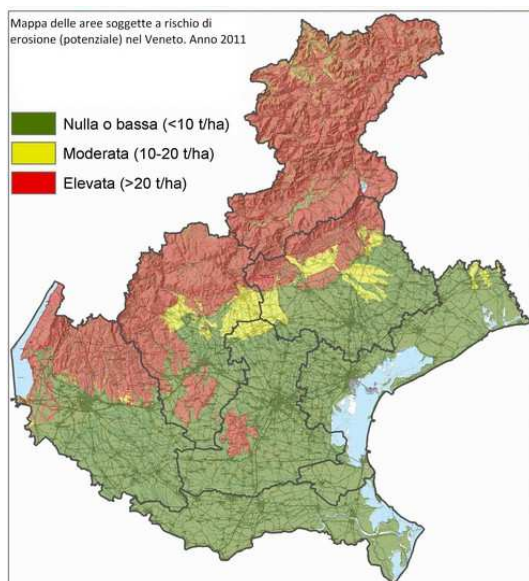 Mappa delle aree soggette a rischio di
erosione (potenziale) nel Veneto. Anno 2011
Nulla o bassa (<10 t/ha)
Moderata (10-20 t/ha)
Elevata (>20 t/ha)